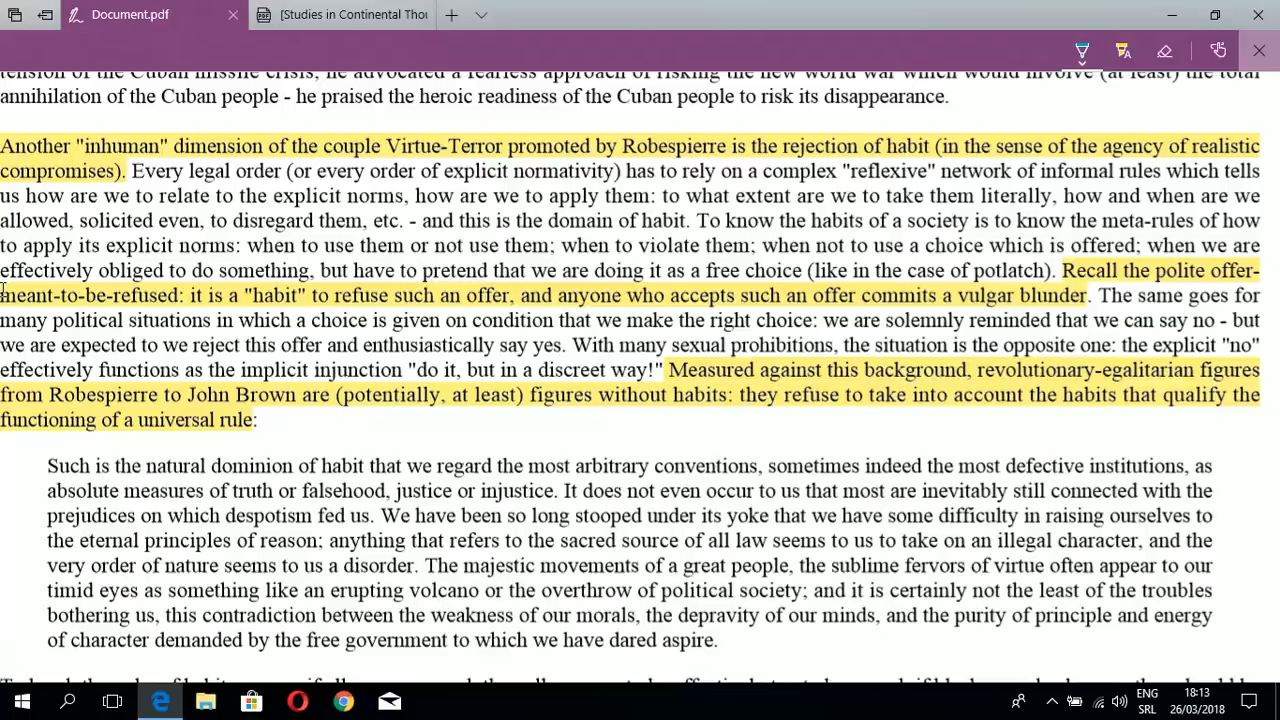 Document.pdf
[Studies in Continental Thou
tension of the Cuban missile crisis, he advocated a fearless approach of risking the new world war which would involve (at least) the total
annihilation of the Cuban people - he praised the heroic readiness of the Cuban people to risk its disappearance.
Another "inhuman" dimension of the couple Virtue-Terror promoted by Robespierre is the rejection of habit (in the sense of the agency of realistic
compromises). Every legal order (or every order of explicit normativity) has to rely on a complex "reflexive" network of informal rules which tells
us how are we to relate to the explicit norms, how are we to apply them: to what extent are we to take them literally, how and when are we
allowed, solicited even, to disregard them, etc. - and this is the domain of habit. To know the habits of a society is to know the meta-rules of how
to apply its explicit norms: when to use them or not use them; when to violate them; when not to use a choice which is offered; when we are
effectively obliged to do something, but have to pretend that we are doing it as a free choice (like in the case of potlatch). Recall the polite offer-
meant-to-be-refused: it is a "habit" to refuse such an offer, and anyone who accepts such an offer commits a vulgar blunder. The same goes for
many political situations in which a choice is given on condition that we make the right choice: we are solemnly reminded that we can say no - but
we are expected to we reject this offer and enthusiastically say yes. With many sexual prohibitions, the situation is the opposite one: the explicit "no"
effectively functions as the implicit injunction "do it, but in a discreet way!" Measured against this background, revolutionary-egalitarian figures
from Robespierre to John Brown are (potentially, at least) figures without habits: they refuse to take into account the habits that qualify the
functioning of a universal rule:
Such is the natural dominion of habit that we regard the most arbitrary conventions, sometimes indeed the most defective institutions, as
absolute measures of truth or falsehood, justice or injustice. It does not even occur to us that most are inevitably still connected with the
prejudices on which despotism fed us. We have been so long stooped under its yoke that we have some difficulty in raising ourselves to
the eternal principles of reason; anything that refers to the sacred source of all law seems to us to take on an illegal character, and the
very order of nature seems to us a disorder. The majestic movements of a great people, the sublime fervors of virtue often appear to our
timid eyes as something like an erupting volcano or the overthrow of political society; and it is certainly not the least of the troubles
bothering us, this contradiction between the weakness of our morals, the depravity of our minds, and the purity of principle and energy
of character demanded by the free government to which we have dared aspire.
ENG
SRL
18:13
26/03/2018